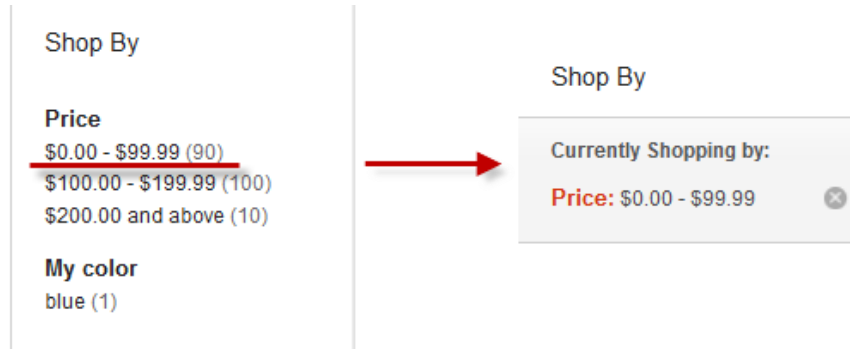 Shop By
Price
$0.00 - $99.99 (90)
$100.00 - $199.99 (100)
$200.00 and above (10)
My color
blue (1)
Shop By
Currently Shopping by:
Price: $0.00 - $99.99